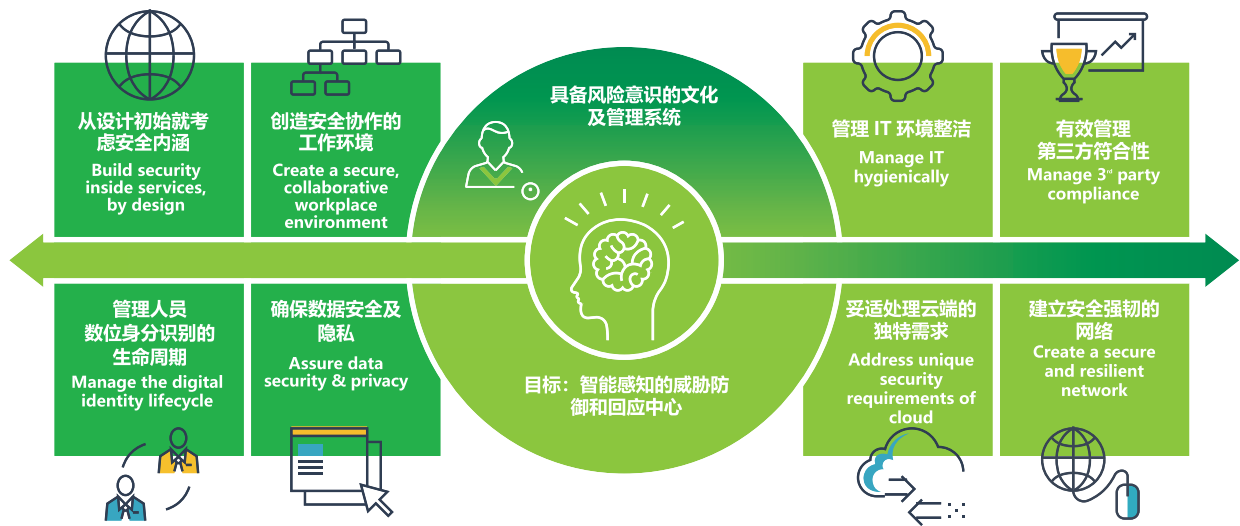 从设计初始就考
虑安全内涵
Build security
inside services,
by design
创造安全协作的
工作环境
Create a secure,
collaborative
workplace
environment
具备风险意识的文化
及管理系统
管理 IT 环境整洁
Manage IT
hygienically
有效管理
第三方符合性
Manage 3rd party
compliance
管理人员
数位身分识别的
生命周期
Manage the digital
identity lifecycle
确保数据安全及
隐私
Assure data
security & privacy
目标：智能感知的威胁防
御和回应中心
妥适处理云端的
独特需求
Address unique
security
requirements of
cloud
建立安全强韧的
网络
Create a secure
and resilient
network